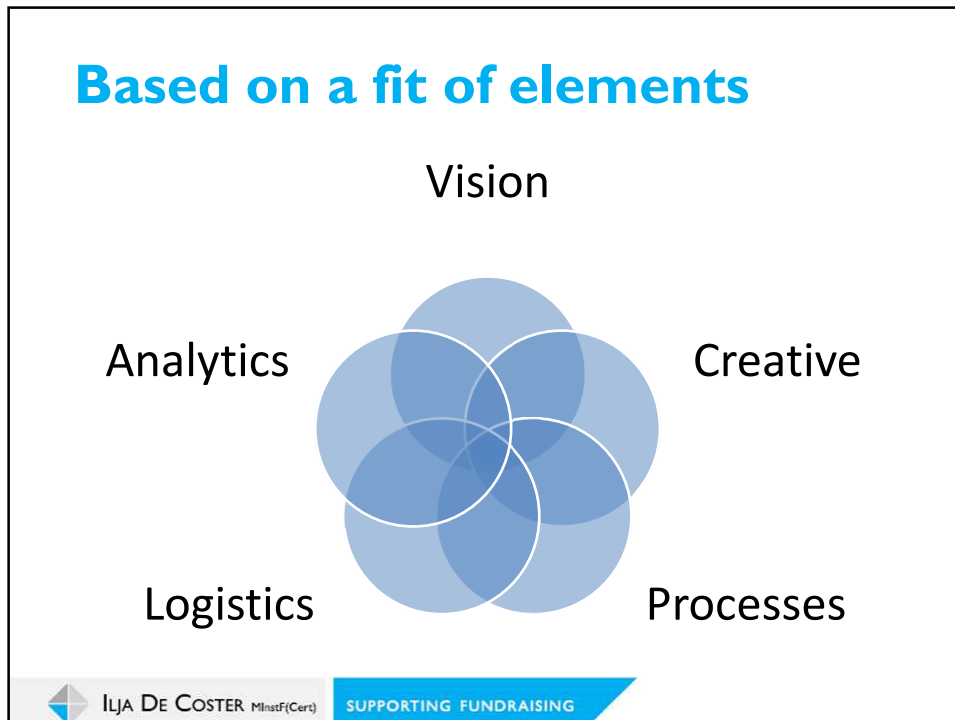 Based on a fit of elements
Vision
Analytics
Creative
Logistics
Processes
ILJA DE COSTER MInstF(Cert)
SUPPORTING FUNDRAISING